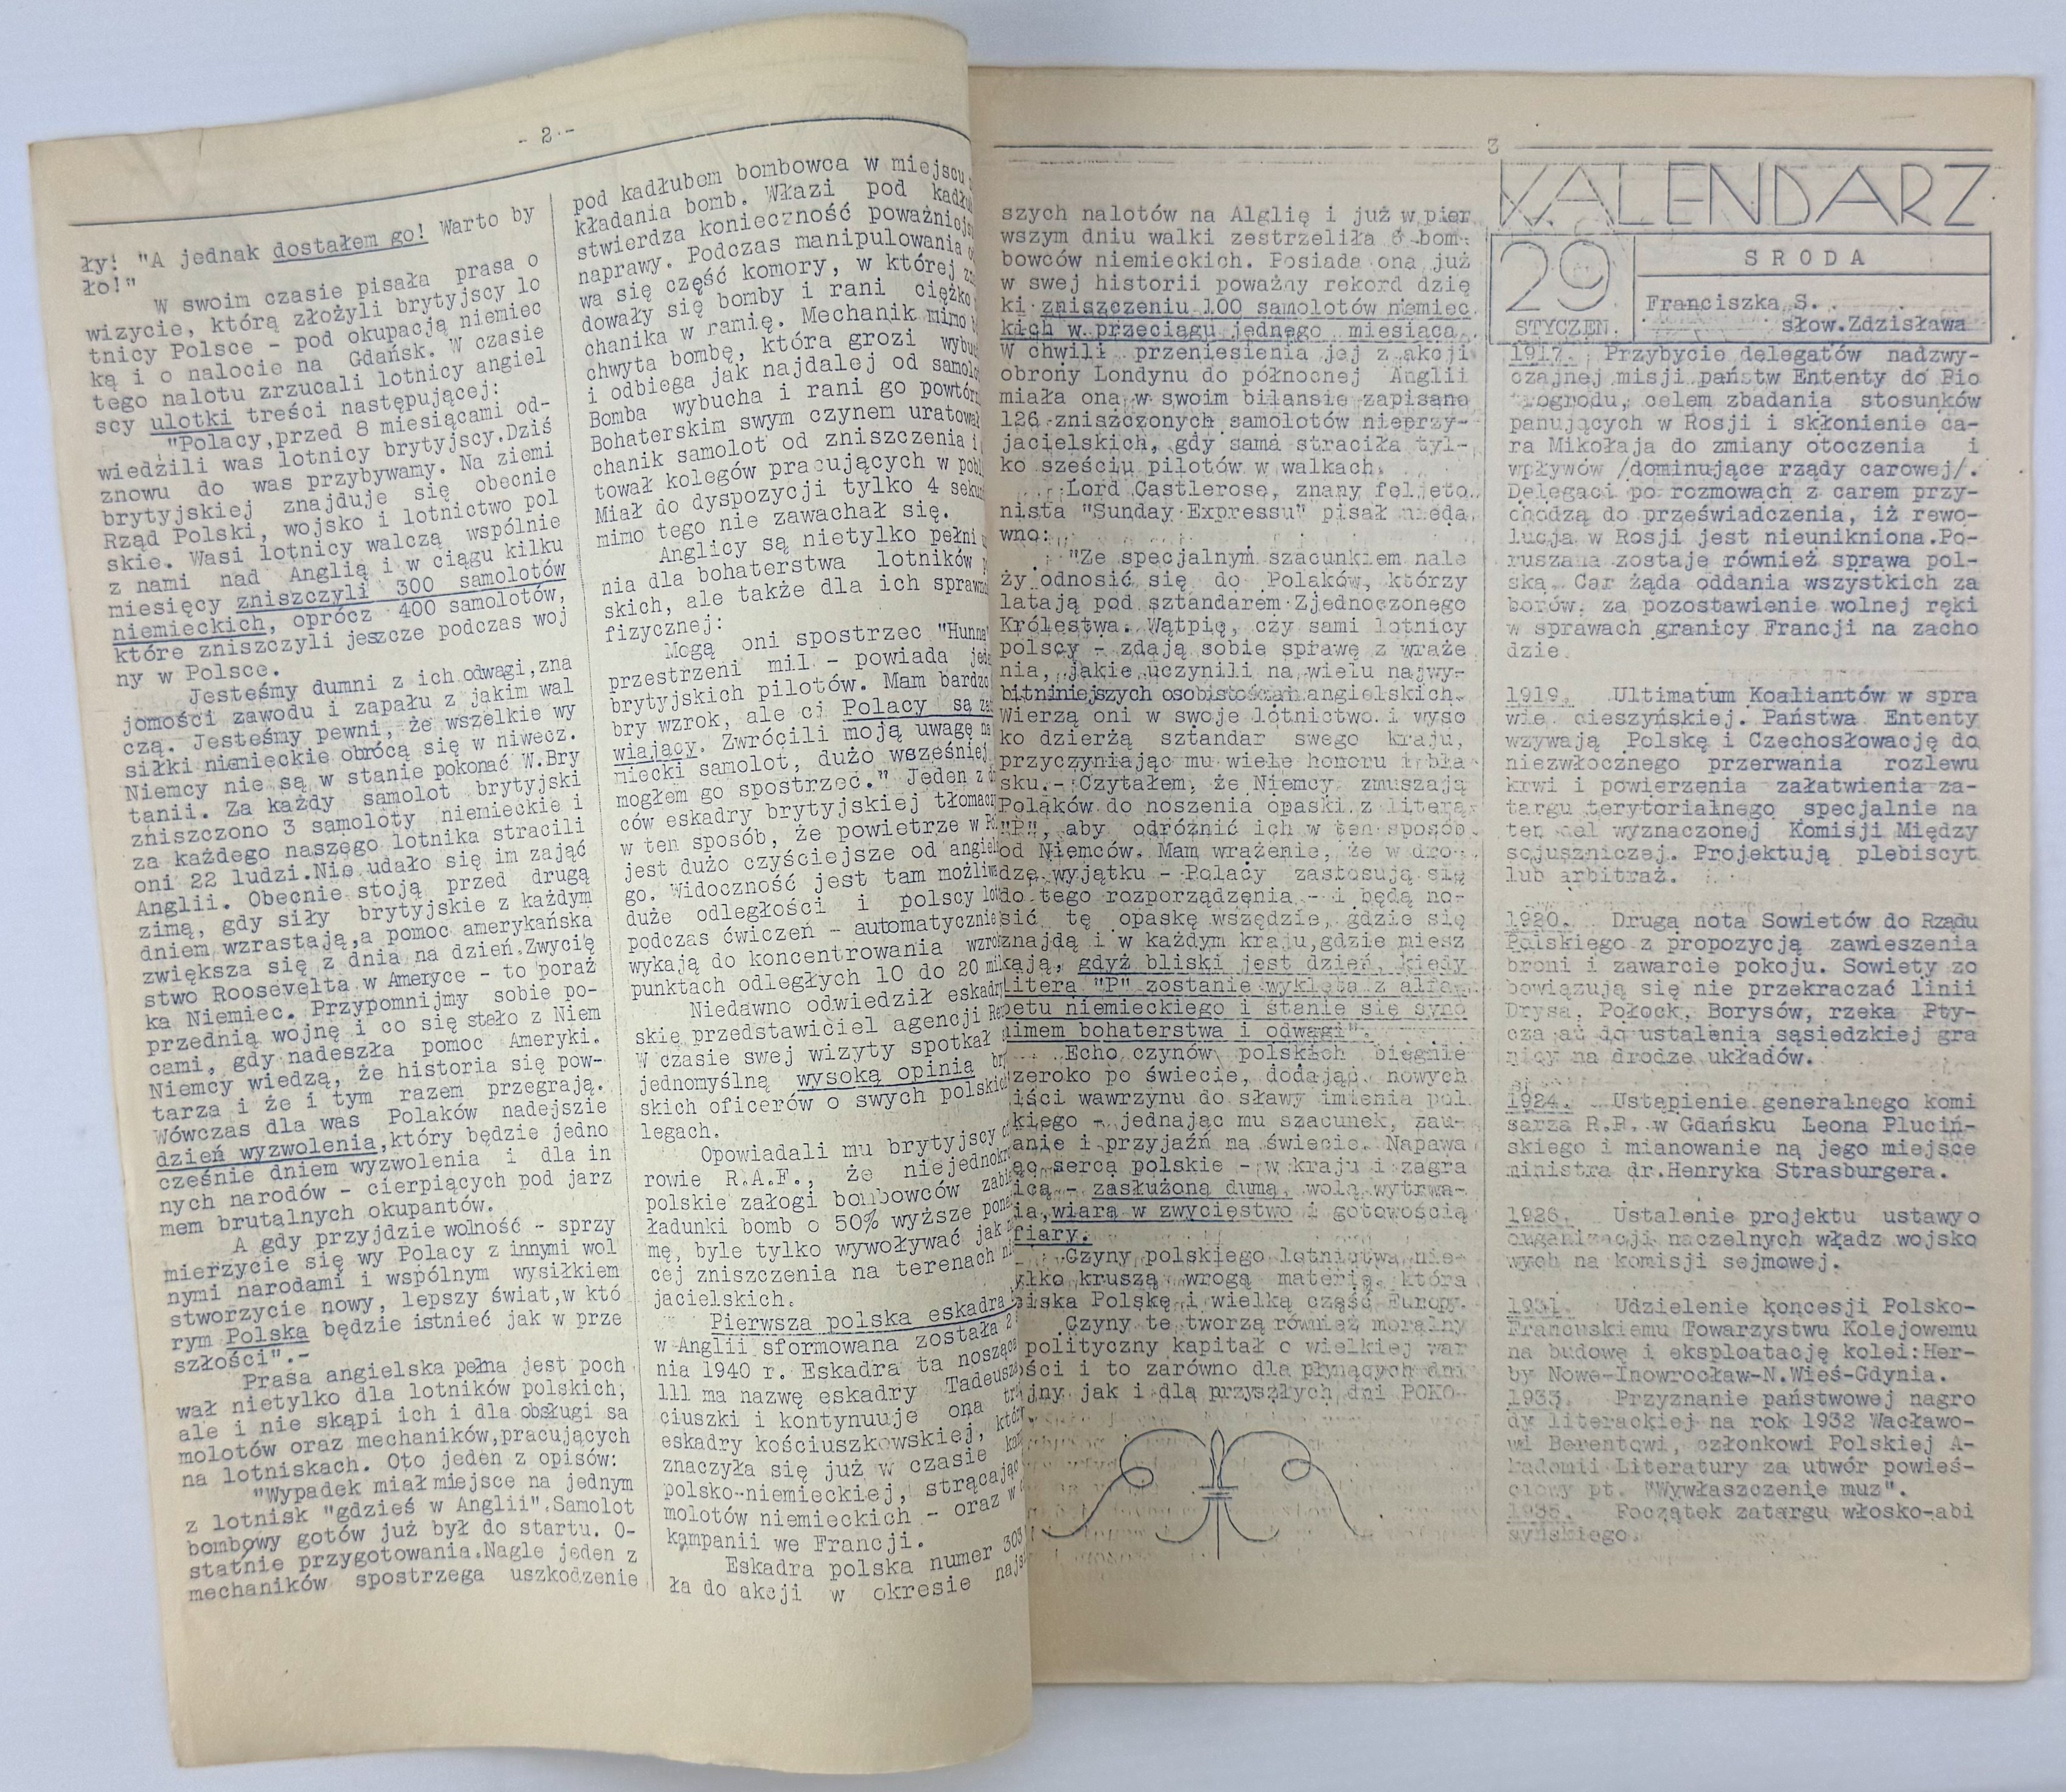 - 2 -
ły! "A jednak dostałem go! Warto by
ło!"
W swoim czasie pisała prasa o
wizycie, którą złożyli brytyjscy lo
tnicy Polsce - pod okupacją niemiec
ką i o nalocie na Gdańsk. W czasie
tego nalotu zrzucali lotnicy angiel
scy ulotki treści następującej:
"Polacy,przed 8 miesiącami od-
wiedzili was lotnicy brytyjscy.Dziś
znowu do was przybywamy. Na ziemi
brytyjskiej znajduje się obecnie
Rząd Polski, wojsko i lotnictwo pol
skie. Wasi lotnicy walczą wspólnie
z nami nad Anglią i w ciągu kilku
miesięcy zniszczyli 300 samolotów
niemieckich, oprócz 400 samolotów,
które zniszczyli jeszcze podczas woj
ny w Polsce.
Jesteśmy dumni z ich odwagi,zna
jomości zawodu i zapału z jakim wal
czą. Jesteśmy pewni, że wszelkie wy
siłki niemieckie obrócą się w niwecz.
Niemcy nie są w stanie pokonać W.Bry
tanii. Za każdy samolot brytyjski
zniszczono 3 samoloty niemieckie i
za każdego naszego lotnika stracili
oni 22 ludzi.Nie udało się im zająć
Anglii. Obecnie stoją przed drugą
zimą, gdy siły brytyjskie z każdym
dniem wzrastają,a pomoc amerykańska
zwiększa się z dnia na dzień.Zwycię
stwo Roosevelta w Ameryce - to poraż
ka Niemiec. Przypomnijmy sobie po-
przednią wojnę i co się stało z Niem
cami, gdy nadeszła pomoc Ameryki.
Niemcy wiedzą, że historia się pow-
tarza i że i tym razem przegrają.
Wówczas dla was Polaków nadejszie
dzień wyzwolenia,który będzie jedno
cześnie dniem wyzwolenia i dla in
nych narodów - cierpiących pod jarz
mem brutalnych okupantów.
A gdy przyjdzie wolność - sprzy
mierzycie się wy Polacy z innymi wol
nymi narodami i wspólnym wysiłkiem
stworzycie nowy, lepszy świat,w któ
rym Polska będzie istnieć jak w prze
szłości".-
Prasa angielska pełna jest poch
wał nietylko dla lotników polskich,
ale i nie skąpi ich i dla obsługi sa
molotów oraz mechaników,pracujących
na lotniskach. Oto jeden z opisów:
"Wypadek miał miejsce na jednym
z lotnisk "gdzieś w Anglii".Samolot
bombowy gotów już był do startu. O-
statnie przygotowania.Nagle jeden z
mechaników spostrzega uszkodzenie
pod kadłubem bombowca w miejscu
kładania bomb. Włazi pod
stwierdza konieczność
naprawy. Podczas manipulowania
wa się część komory, w której
dowały się bomby i rani ciężko
chanika w ramię. Mechanik mimo
chwyta bombę, która grozi
i odbiega jak najdalej od
Bomba wybucha i rani go
Bohaterskim swym czynem
chanik samolot od zniszczenia i
tował kolegów pracujących w
Miał do dyspozycji tylko 4
mimo tego nie zawachał się.
Anglicy są nietylko pełni
nia dla bohaterstwa lotników
skich, ale także dla ich
fizycznej:
Mogą oni spostrzec
przestrzeni mil - powiada
brytyjskich pilotów. Mam bardzo
bry wzrok, ale ci Polacy są
wiający. Zwrócili moją uwagę
miecki samolot, dużo wsześniej
mogłem go spostrzec." Jeden z
ców eskadry brytyjskiej
w ten sposób, że powietrze w
jest dużo czyściejsze od
go. Widoczność jest tam
duże odległości i polscy
podczas ćwiczeń - automatycznie
wykają do koncentrowania
punktach odległych 10 do 20
Niedawno odwiedził
skię przedstawiciel agencji
W czasie swej wizyty spotkał
jednomyślną wysoką opinią
skich oficerów o swych
legach.
Opowiadali mu brytyjscy
rowie R.A.F., że
polskie załogi bombowców
ładunki bomb o 50% wyższe
mę, byle tylko wywoływać jak
cej zniszczenia na terenach
jacielskich.
Pierwsza polska eskadra
w Anglii sformowana została 2
nia 1940 r. Eskadra ta
111 ma nazwę eskadry
ciuszki i kontynuuje ona
eskadry kościuszkowskiej,
znaczyła się już w czasie
polsko-niemieckiej,
molotów niemieckich - oraz w
kampanii we Francji.
Eskadra polska numer 303
ła do akcji w okresie
3
szych nalotów na Alglię i już w pier
wszym dniu walki zestrzeliła 6 bom-
bowców niemieckich. Posiada ona już
w swej historii poważny rekord dzię
ki zniszczeniu 100 samolotów niemiec
kich w przeciągu jednego miesiąca.
W chwili przeniesienia jej z akcji
obrony Londynu do północnej Anglii
miała ona w swoim bilansie zapisane
126 zniszczonych samolotów nieprzy-
jacielskich, gdy sama straciła tyl-
ko sześciu pilotów w walkach.
Lord Castlerose, znany feljeto
nista "Sunday Expressu" pisał nieda
wno:
"Ze specjalnym szacunkiem nale
ży odnosić się do Polaków, którzy
latają pod sztandarem Zjednoczonego
Królestwa. Wątpię, czy sami lotnicy
polscy - zdają sobie sprawę z wraże
nia, jakie uczynili na wielu najwy-
bitniniejszych osobistościach angielskich.
Wierzą oni w swoje lotnictwo i wyso
ko dzierżą sztandar swego kraju,
przyczyniając mu wiele honoru i bla
sku.- Czytałem, że Niemcy zmuszają
Polaków do noszenia opaski z literą
"P", aby odróżnić ich w ten sposób
od Niemców. Mam wrażenie, że w dro-
dze wyjątku - Polacy zastosują się
do tego rozporządzenia - i będą no-
sić tę opaskę wszędzie, gdzie się
znajdą i w każdym kraju,gdzie miesz
kają, gdyż bliski jest dzień, kiedy
litera "P" zostanie wyklęta z alfa-
betu niemieckiego i stanie się syno
nimem bohaterstwa i odwagi".
Echo czynów polskich biegnie
zeroko po świecie, dodając nowych
iści wawrzynu do sławy imienia pol
kiego - jednając mu szacunek, zau-
anie i przyjaźń na świecie. Napawa
ąc serca polskie - w kraju i zagra
icą - zasłużoną dumą, wolą wytrwa-
ia,wiarą w zwycięstwo i gotowością
fiary.
Czyny polskiego lotnictwa nie-
ylko kruszą wrogą materię, która
ciska Polskę i wielką część Europy.
Czyny te tworzą również moralny
polityczny kapitał o wielkiej war
ości i to zarówno dla płynących dni
jny jak i dla przyszłych dni POKO-
KALENDARZ
29
STYCZEN.
SRODA
Franciszka S.
słow.Zdzisława
1917. Przybycie delegatów nadzwy-
czajnej misji państw Ententy do Pio
trogrodu, celem zbadania stosunków
panujących w Rosji i skłonienie ca-
ra Mikołaja do zmiany otoczenia i
wpływów /dominujące rządy carowej/.
Delegaci po rozmowach z carem przy-
chodzą do przeświadczenia, iż rewo-
lucja w Rosji jest nieunikniona.Po-
ruszana zostaje również sprawa pol-
ska. Car żąda oddania wszystkich za
borów, za pozostawienie wolnej ręki
w sprawach granicy Francji na zacho
dzie.
1919. Ultimatum Koaliantów w spra
wie cieszyńskiej. Państwa Ententy
wzywają Polskę i Czechosłowację do
niezwłocznego przerwania rozlewu
krwi i powierzenia załatwienia za-
targu terytorialnego specjalnie na
ten cel wyznaczonej Komisji Między
sojuszniczej. Projektują plebiscyt
lub arbitraż.
1920. Druga nota Sowietów do Rządu
Polskiego z propozycją zawieszenia
broni i zawarcie pokoju. Sowiety zo
bowiązują się nie przekraczać linii
Drysa, Połock, Borysów, rzeka Pty-
cza aż do ustalenia sąsiedzkiej gra
nicy na drodze układów.
1924. Ustąpienie generalnego komi
sarza R.P. w Gdańsku Leona Pluciń-
skiego i mianowanie na jego miejsce
ministra dr.Henryka Strasburgera.
1926. Ustalenie projektu ustawy o
organizacji naczelnych władz wojsko
wych na komisji sejmowej.
1931. Udzielenie koncesji Polsko-
Francuskiemu Towarzystwu Kolejowemu
na budowę i eksploatację kolei:Her-
by Nowe-Inowrocław-N.Wieś-Gdynia.
1933. Przyznanie państwowej nagro
dy literackiej na rok 1932 Wacławo-
wi Berentowi, członkowi Polskiej A-
kademii Literatury za utwór powieś-
ciowy pt. "Wywłaszczenie muz".
1935. Początek zatargu włosko-abi
syńskiego.